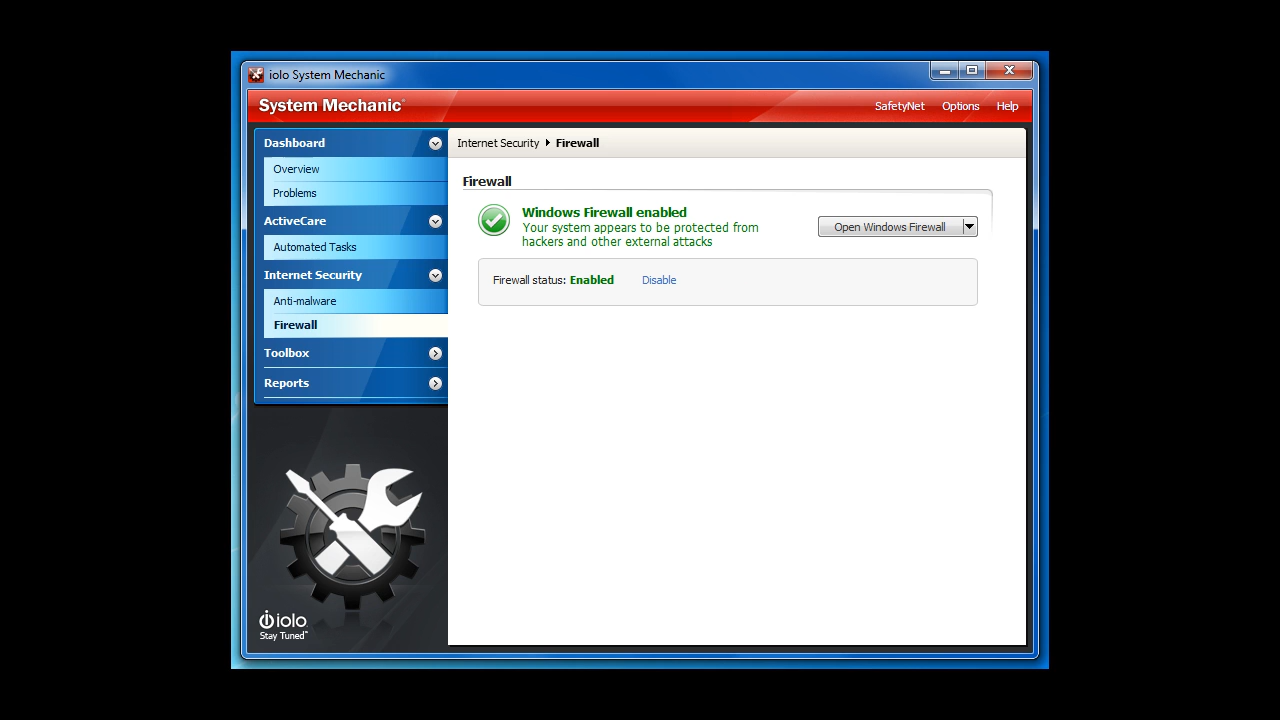 iolo System Mechanic
System Mechanic
SafetyNet Options Help
Dashboard
Overview
Problems
ActiveCare
Automated Tasks
Internet Security
Anti-malware
Firewall
Toolbox
Reports
iolo
Stay Tuned™
Internet Security Firewall
Firewall
Windows Firewall enabled
Your system appears to be protected from
hackers and other external attacks
Open Windows Firewall
Firewall status: Enabled Disable